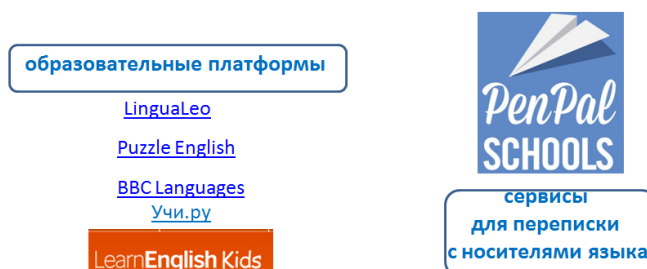 образовательные платформы
LinguaLeo
Puzzle English
BBC Languages
Учи.ру
LearnEnglish Kids
PenPal
SCHOOLS
сервисы
для переписки
с носителями языка